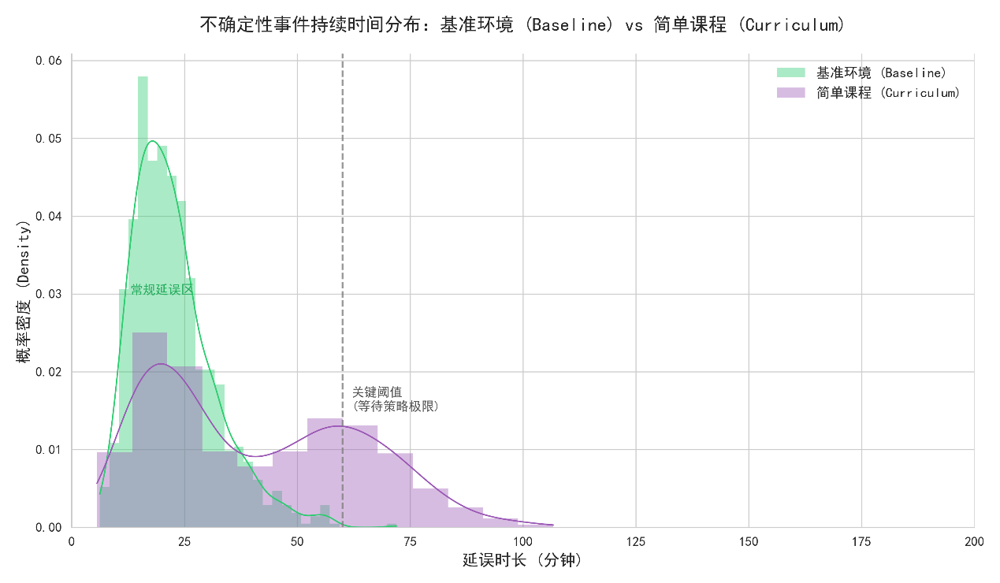 不确定性事件持续时间分布：基准环境 (Baseline) vs 简单课程 (Curriculum)
基准环境 (Baseline)
简单课程 (Curriculum)
概率密度 (Density)
0.06
0.05
0.04
0.03
0.02
0.01
0.00
常规延误区
关键阈值
(等待策略极限)
0
25
50
75
100
125
150
175
200
延误时长 (分钟)